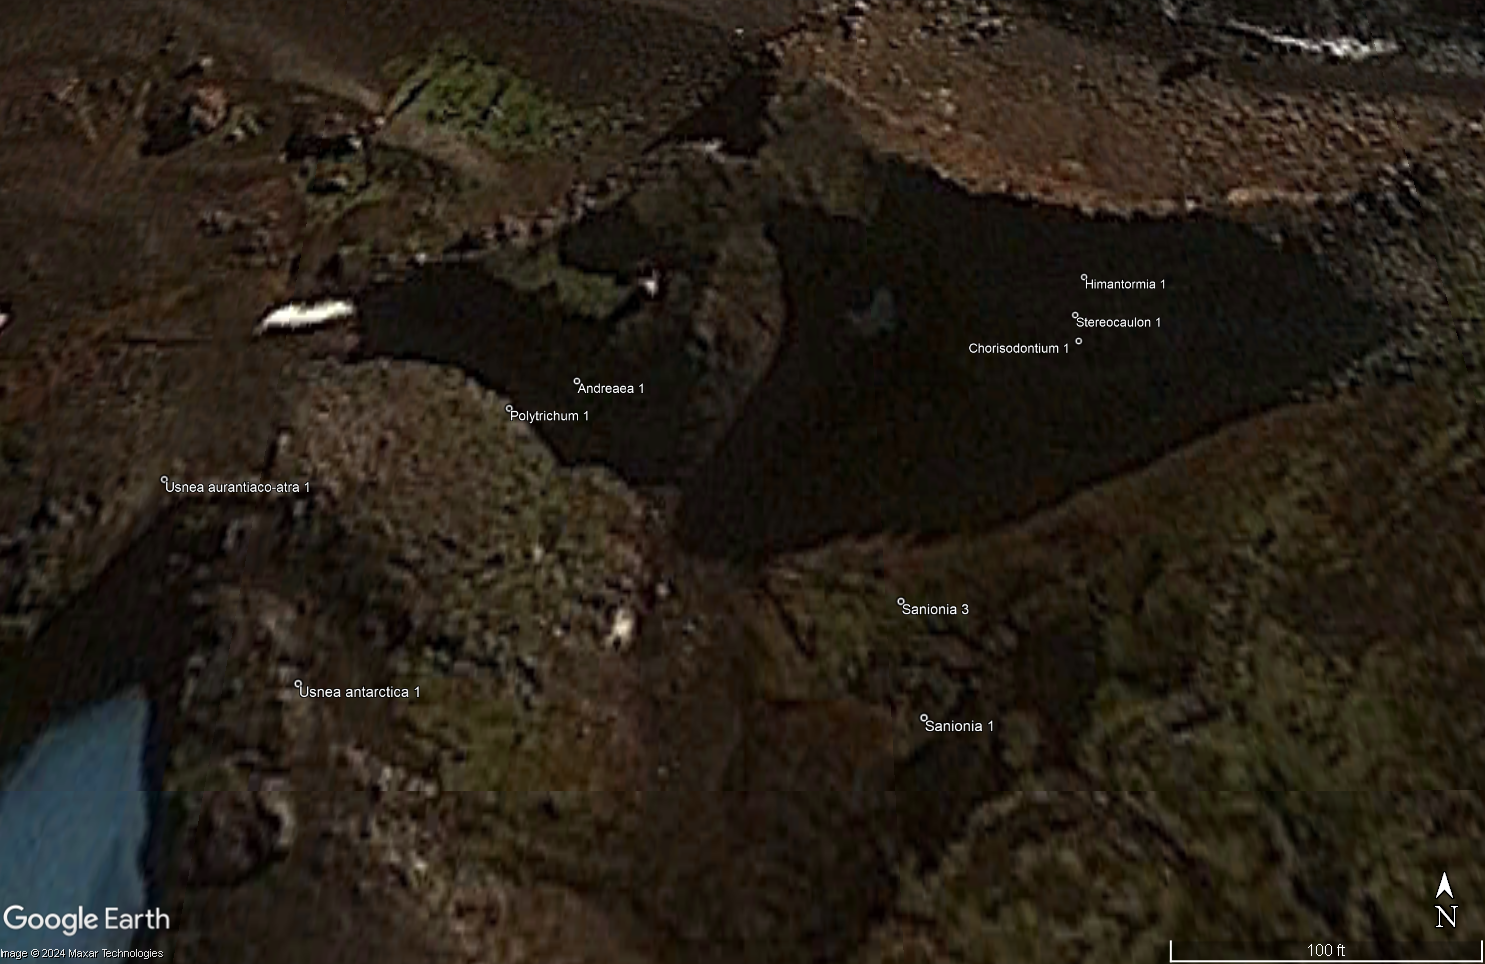 Himantormia 1
Stereocaulon 1
Chorisodontium 1
Andreaea 1
Polytrichum 1
Usnea aurantiaco-atra 1
Sanionia 3
Usnea antarctica 1
Sanionia 1
N
Google Earth
Image © 2024 Maxar Technologies
100 ft